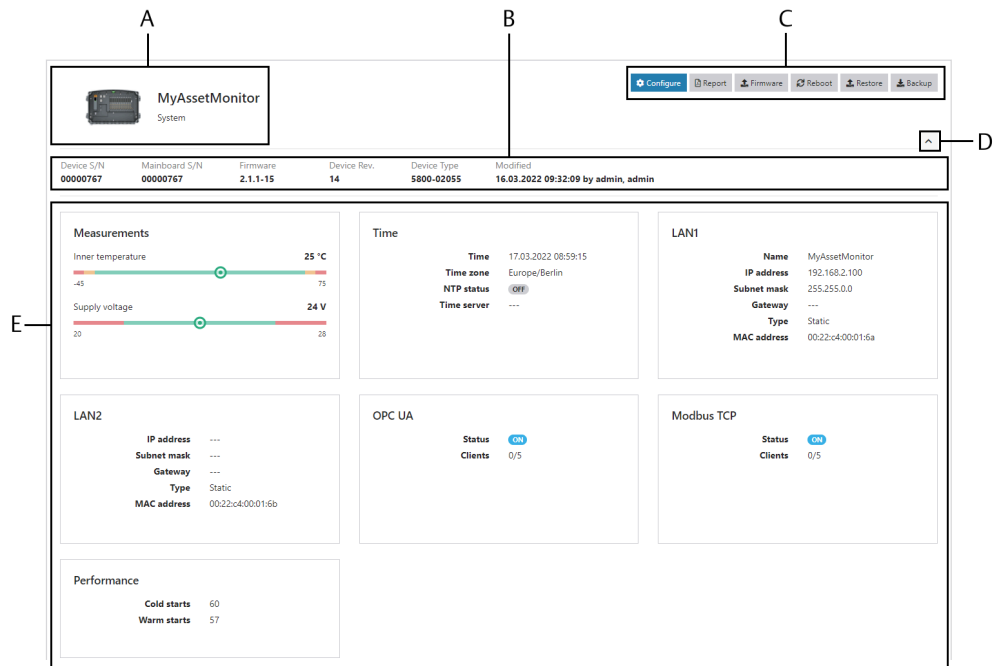 A
B
C
MyAssetMonitor
System
Configure Report Firmware Reboot Restore Backup
D
Device S/N Mainboard S/N Firmware Device Rev. Device Type Modified
00000767 00000767 2.1.1-15 14 5800-02055 16.03.2022 09:32:09 by admin, admin
E
Measurements
Inner temperature 25 °C
-45 75
Supply voltage 24 V
20 28
Time
Time 17.03.2022 08:59:15
Time zone Europe/Berlin
NTP status OFF
Time server ---
LAN1
Name MyAssetMonitor
IP address 192.168.2.100
Subnet mask 255.255.0.0
Gateway ---
Type Static
MAC address 00:22:c4:00:01:6a
LAN2
IP address ---
Subnet mask ---
Gateway ---
Type Static
MAC address 00:22:c4:00:01:6b
OPC UA
Status ON
Clients 0/5
Modbus TCP
Status ON
Clients 0/5
Performance
Cold starts 60
Warm starts 57